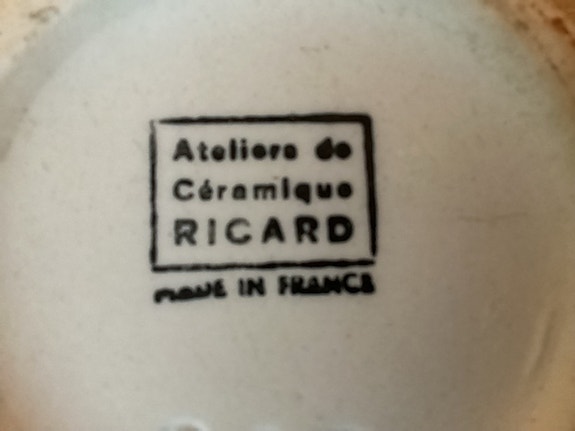 Ateliers de
Céramique
RICARD
MADE IN FRANCE